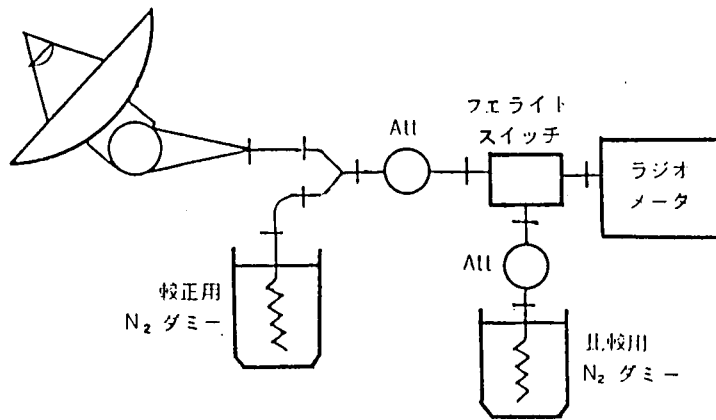 フェライト
スイッチ
Att
ラジオ
メータ
Att
較正用
N₂ ダミー
比較用
N₂ ダミー